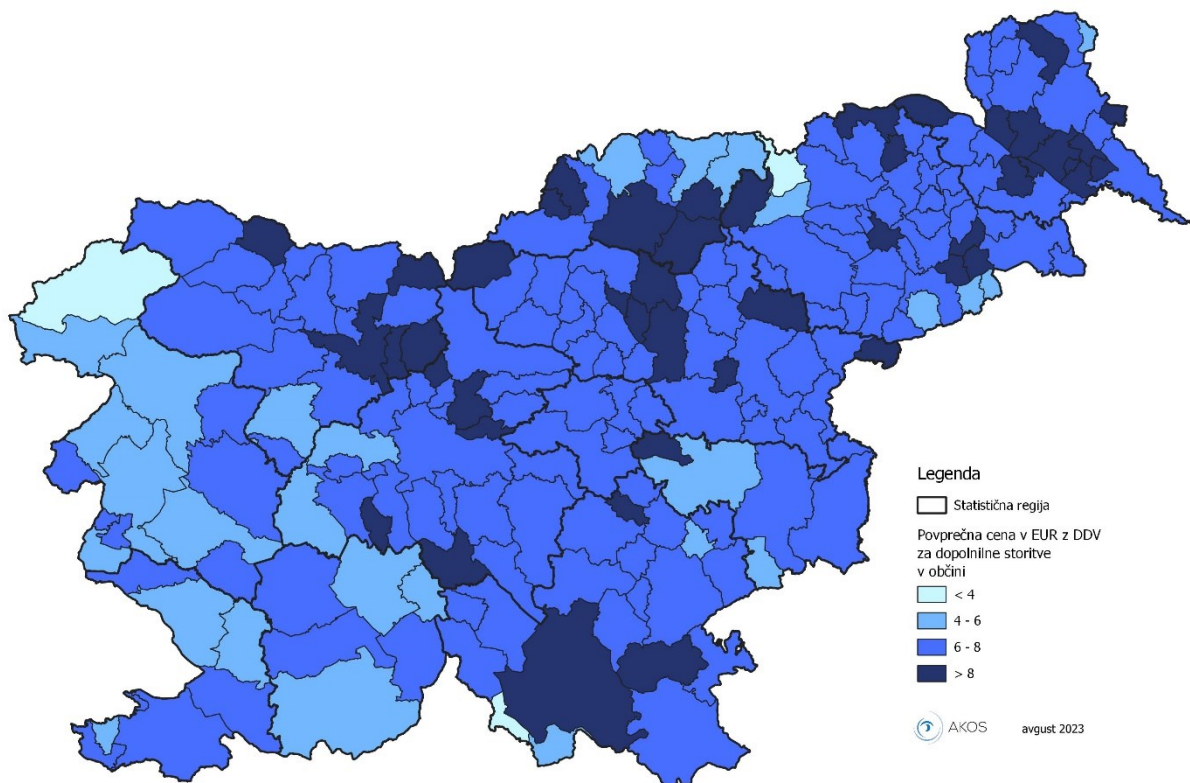 Legenda
Statistična regija
Povprečna cena v EUR z DDV
za dopolnilne storitve
v občini
< 4
4 - 6
6 - 8
> 8
AKOS avgust 2023